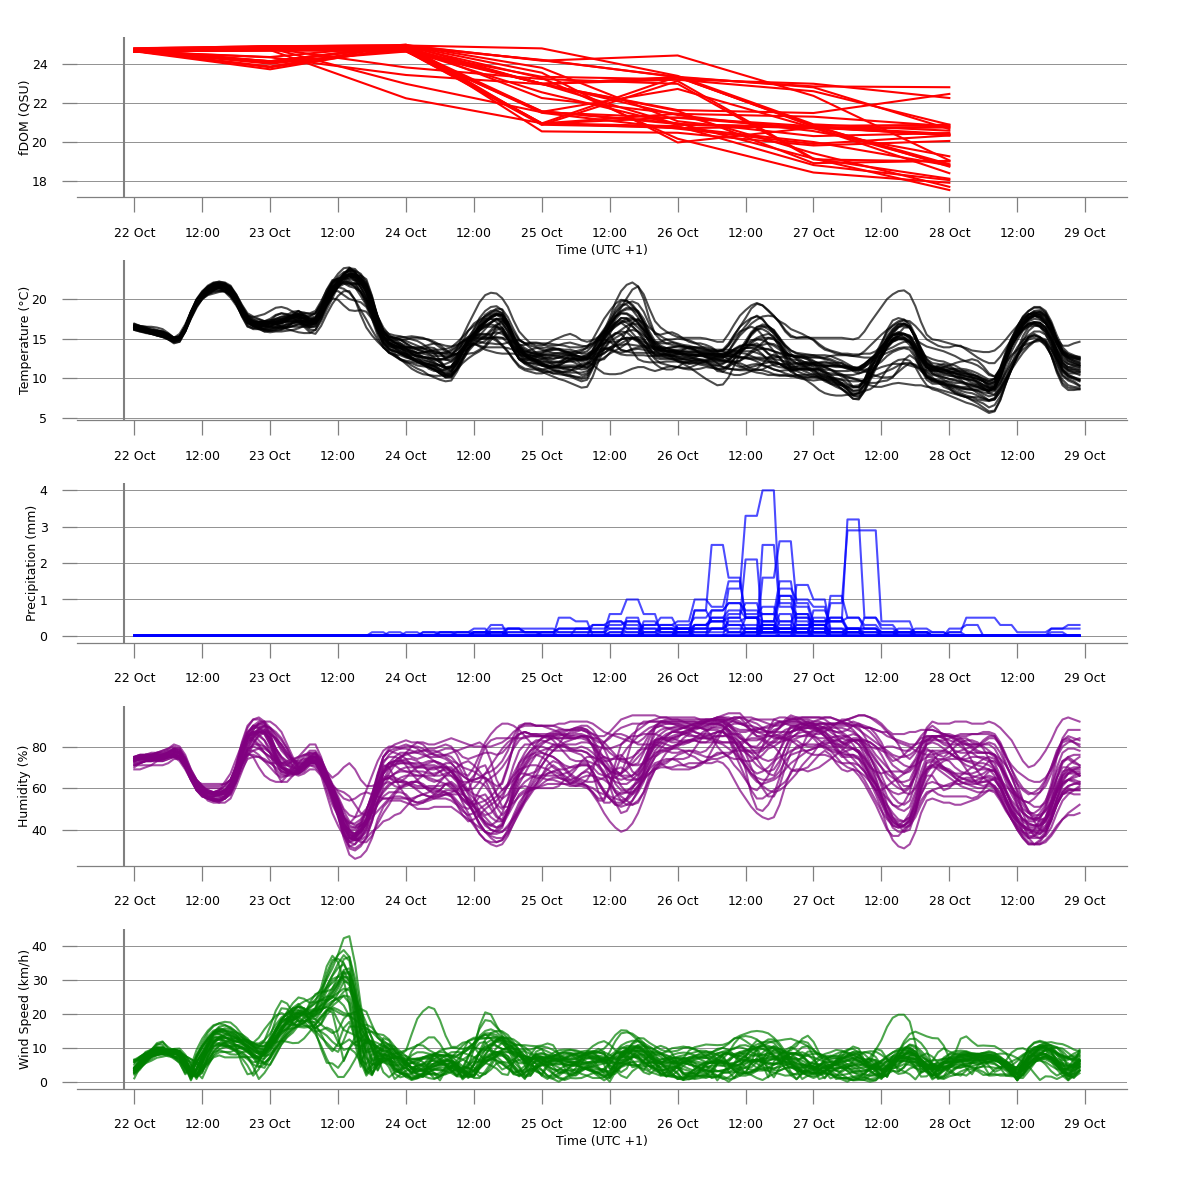 fDOM (QSU)
24
22
20
18
22 Oct 12:00 23 Oct 12:00 24 Oct 12:00 25 Oct 12:00 26 Oct 12:00 27 Oct 12:00 28 Oct 12:00 29 Oct
Time (UTC +1)
Temperature (°C)
20
15
10
5
22 Oct 12:00 23 Oct 12:00 24 Oct 12:00 25 Oct 12:00 26 Oct 12:00 27 Oct 12:00 28 Oct 12:00 29 Oct
Precipitation (mm)
4
3
2
1
0
22 Oct 12:00 23 Oct 12:00 24 Oct 12:00 25 Oct 12:00 26 Oct 12:00 27 Oct 12:00 28 Oct 12:00 29 Oct
Humidity (%)
80
60
40
22 Oct 12:00 23 Oct 12:00 24 Oct 12:00 25 Oct 12:00 26 Oct 12:00 27 Oct 12:00 28 Oct 12:00 29 Oct
Wind Speed (km/h)
40
30
20
10
0
22 Oct 12:00 23 Oct 12:00 24 Oct 12:00 25 Oct 12:00 26 Oct 12:00 27 Oct 12:00 28 Oct 12:00 29 Oct
Time (UTC +1)